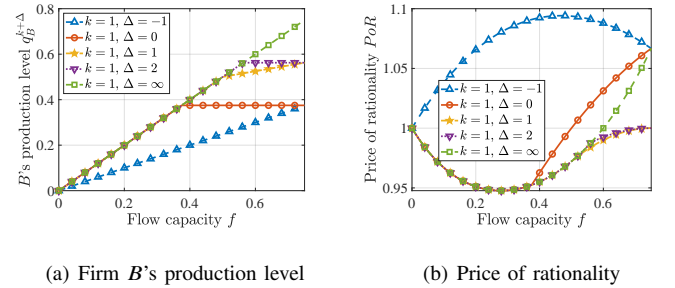 B's production level q_B^{k+Δ}
0.8
0.6
0.4
0.2
0
k = 1, Δ = −1
k = 1, Δ = 0
k = 1, Δ = 1
k = 1, Δ = 2
k = 1, Δ = ∞
0 0.2 0.4 0.6
Flow capacity f
(a) Firm B's production level
Price of rationality PoR
1.1
1.05
1
0.95
k = 1, Δ = −1
k = 1, Δ = 0
k = 1, Δ = 1
k = 1, Δ = 2
k = 1, Δ = ∞
0 0.2 0.4 0.6
Flow capacity f
(b) Price of rationality